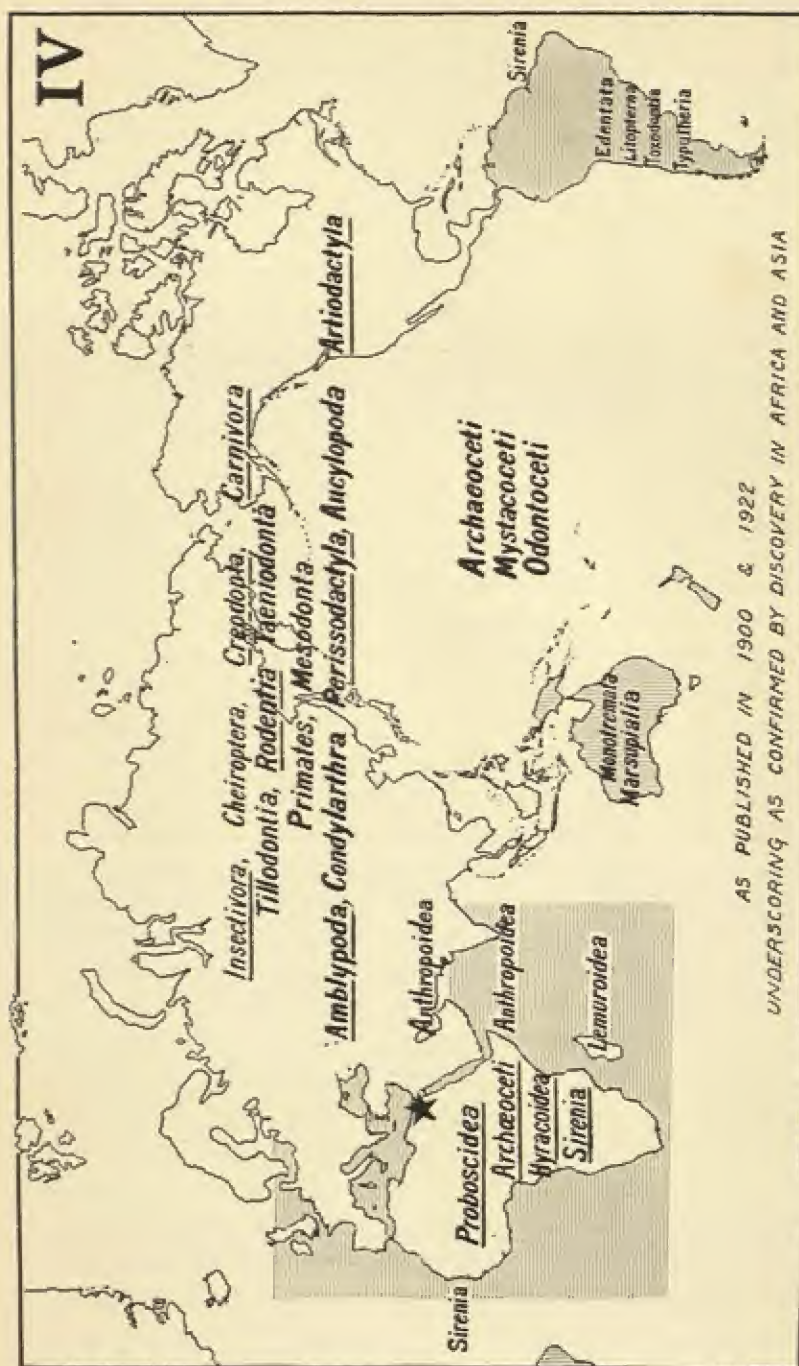 IV
Insectivora, Cheiroptera, Creodonta, Carnivora
Tillodontia, Rodentia Taeniodonta
Primates, Mesodonta
Amblypoda, Condylarthra Perissodactyla, Aucylopoda Artiodactyla
Anthropoidea
Anthropoidea
Lemuroidea
Proboscidea
Archæoceti
Hyracoidea
Sirenia
Sirenia
Archaeoceti
Mystacoceti
Odontoceti
Monotremata
Marsupialia
Sirenia
Edentata
Litopterna
Toxodontia
Typotheria
AS PUBLISHED IN 1900 & 1922
UNDERSCORING AS CONFIRMED BY DISCOVERY IN AFRICA AND ASIA